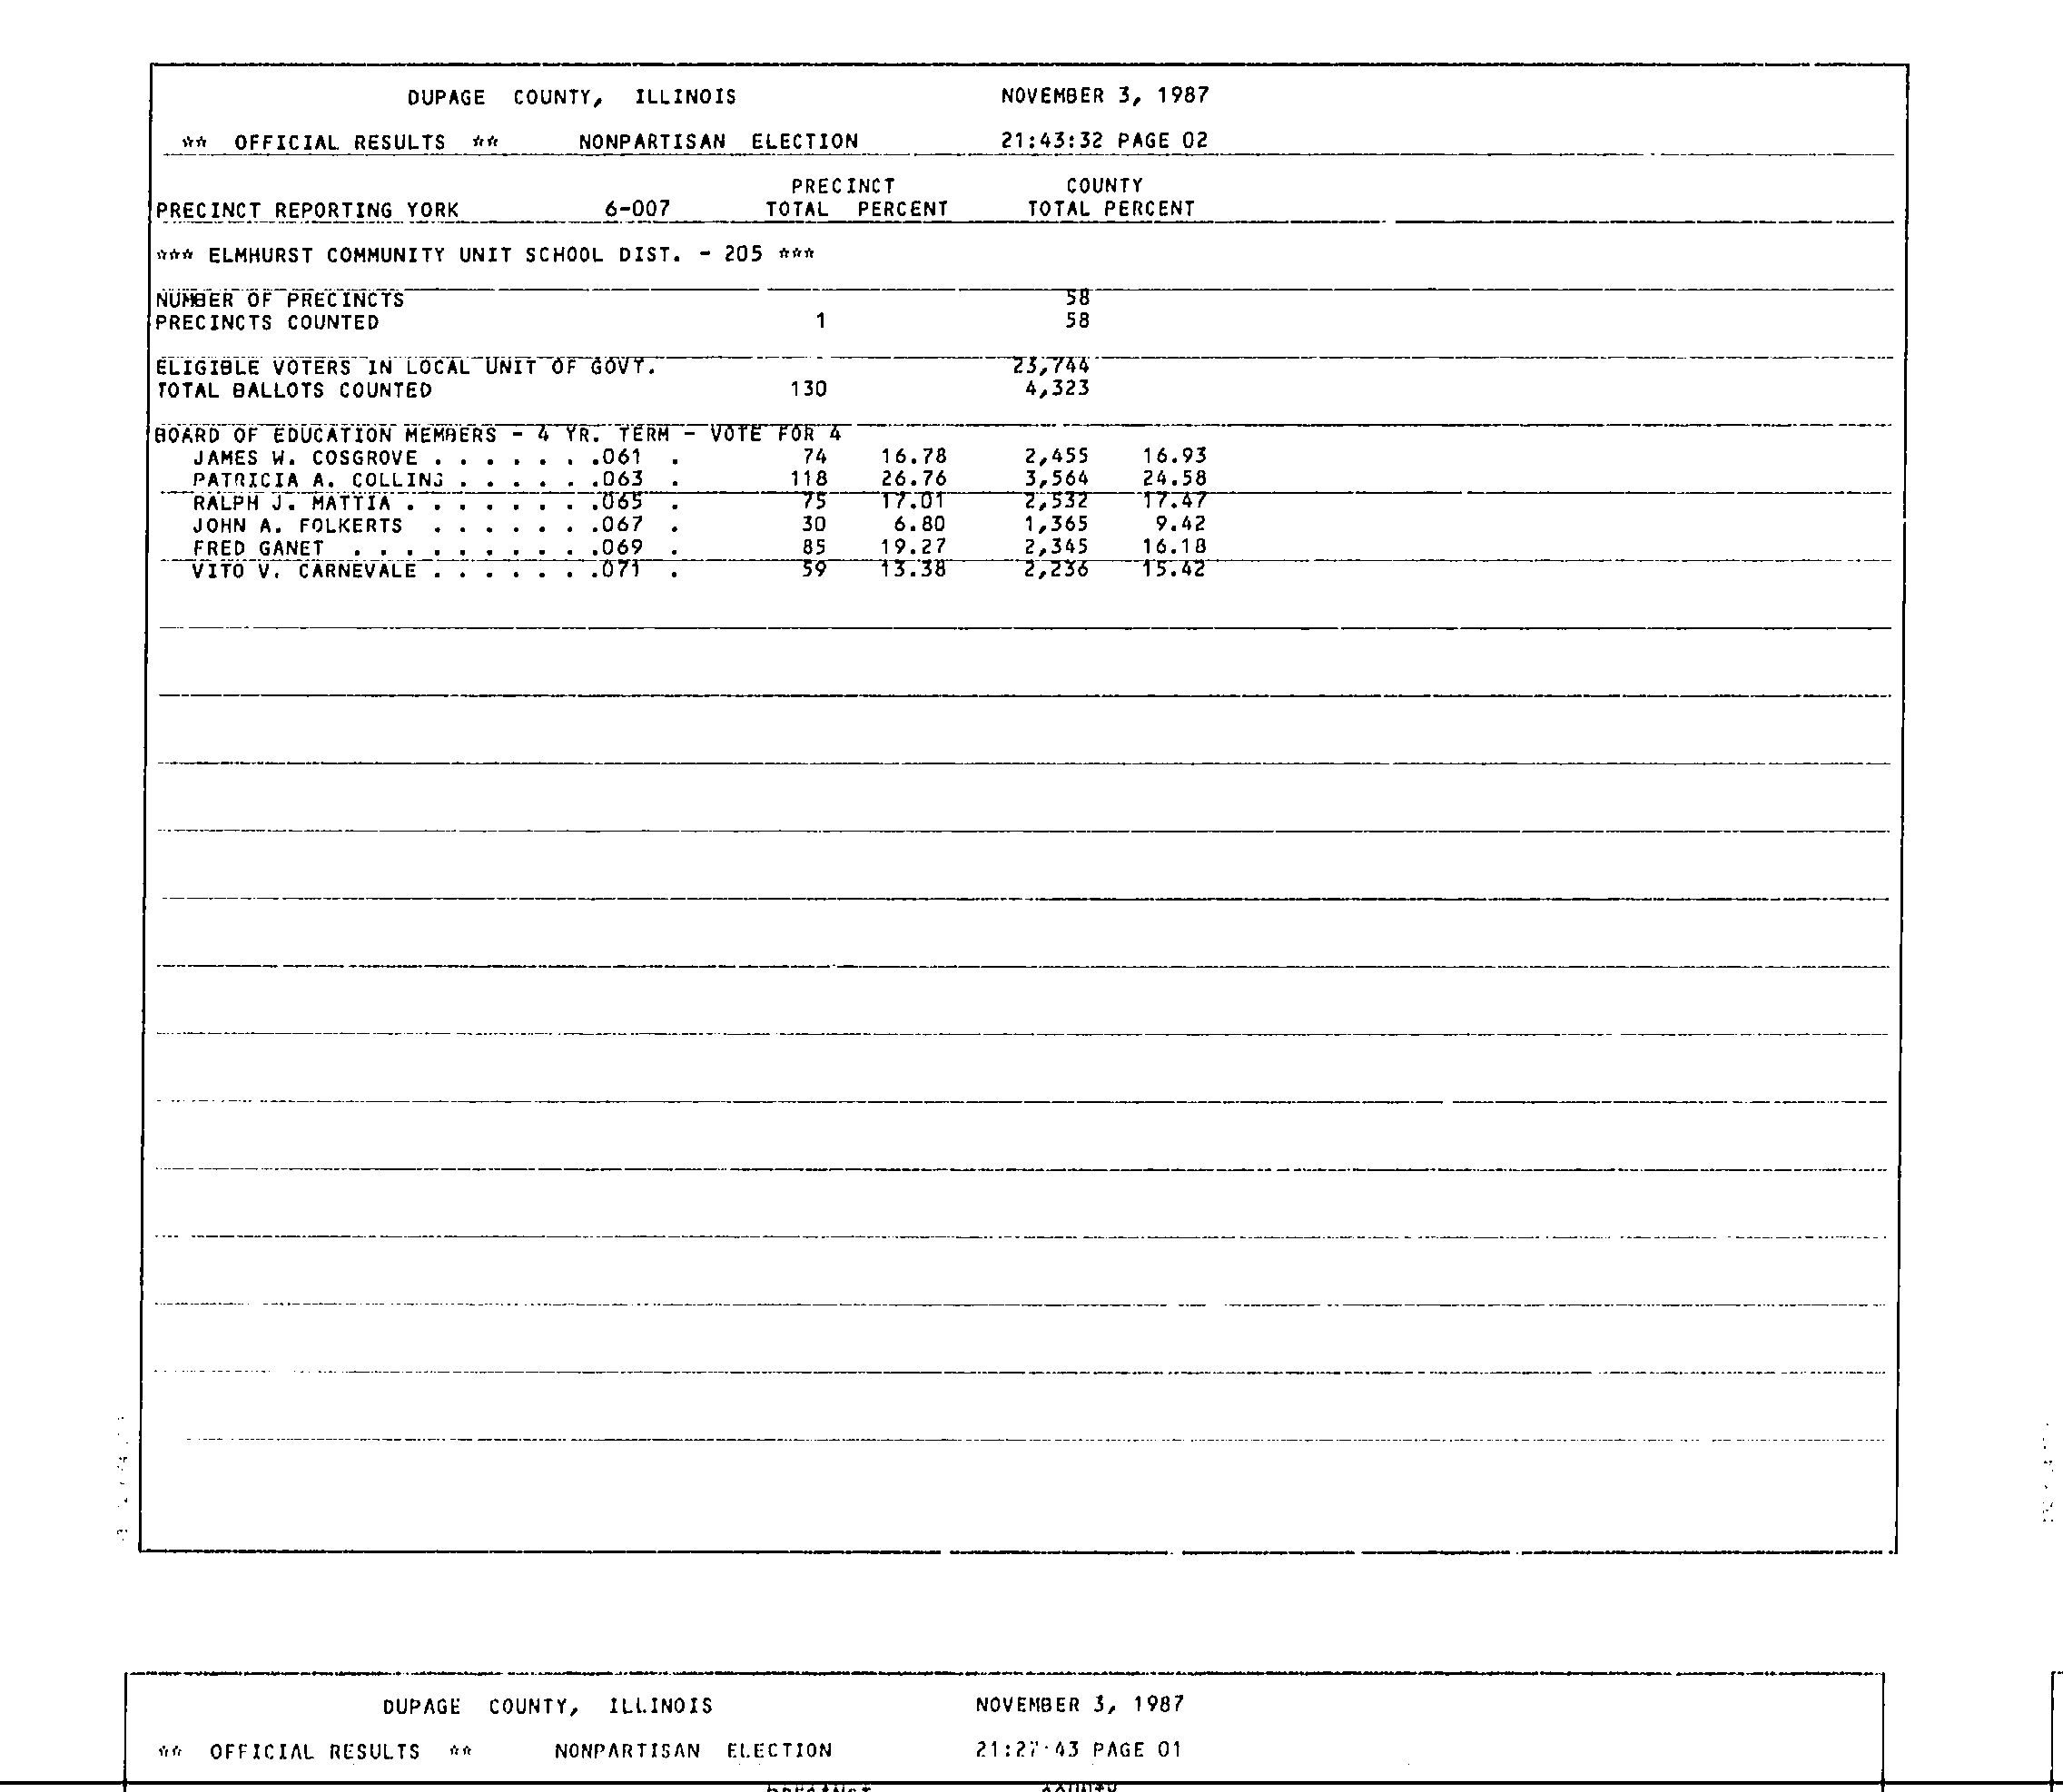 DUPAGE COUNTY, ILLINOIS NOVEMBER 3, 1987
** OFFICIAL RESULTS ** NONPARTISAN ELECTION 21:43:32 PAGE 02
PRECINCT COUNTY
PRECINCT REPORTING YORK 6-007 TOTAL PERCENT TOTAL PERCENT
*** ELMHURST COMMUNITY UNIT SCHOOL DIST. - 205 ***
NUMBER OF PRECINCTS 58
PRECINCTS COUNTED 1 58
ELIGIBLE VOTERS IN LOCAL UNIT OF GOVT. 23,744
TOTAL BALLOTS COUNTED 130 4,323
BOARD OF EDUCATION MEMBERS - 4 YR. TERM - VOTE FOR 4
JAMES W. COSGROVE . . . . . . .061 . 74 16.78 2,455 16.93
PATRICIA A. COLLINS . . . . . .063 . 118 26.76 3,564 24.58
RALPH J. MATTIA . . . . . . . .065 . 75 17.01 2,532 17.47
JOHN A. FOLKERTS . . . . . . .067 . 30 6.80 1,365 9.42
FRED GANET . . . . . . . . . .069 . 85 19.27 2,345 16.18
VITO V. CARNEVALE . . . . . . .071 . 59 13.38 2,236 15.42
DUPAGE COUNTY, ILLINOIS NOVEMBER 3, 1987
** OFFICIAL RESULTS ** NONPARTISAN ELECTION 21:27:43 PAGE 01